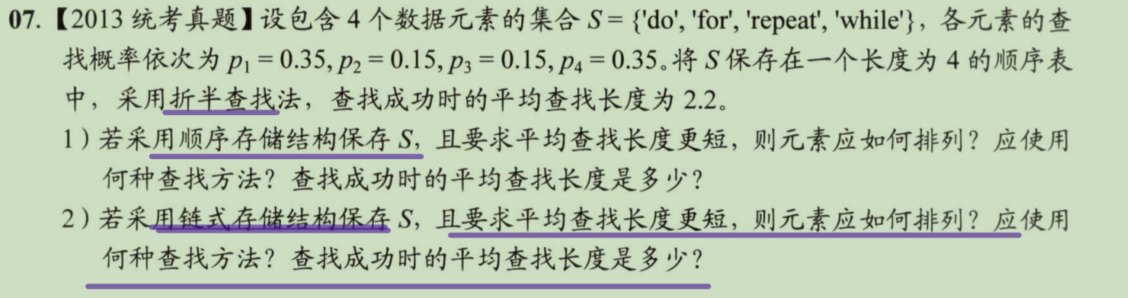 07.【2013 统考真题】设包含 4 个数据元素的集合 S = {'do', 'for', 'repeat', 'while'}，各元素的查
找概率依次为 p₁ = 0.35, p₂ = 0.15, p₃ = 0.15, p₄ = 0.35。将 S 保存在一个长度为 4 的顺序表
中，采用折半查找法，查找成功时的平均查找长度为 2.2。
1）若采用顺序存储结构保存 S，且要求平均查找长度更短，则元素应如何排列？应使用
何种查找方法？查找成功时的平均查找长度是多少？
2）若采用链式存储结构保存 S，且要求平均查找长度更短，则元素应如何排列？应使用
何种查找方法？查找成功时的平均查找长度是多少？